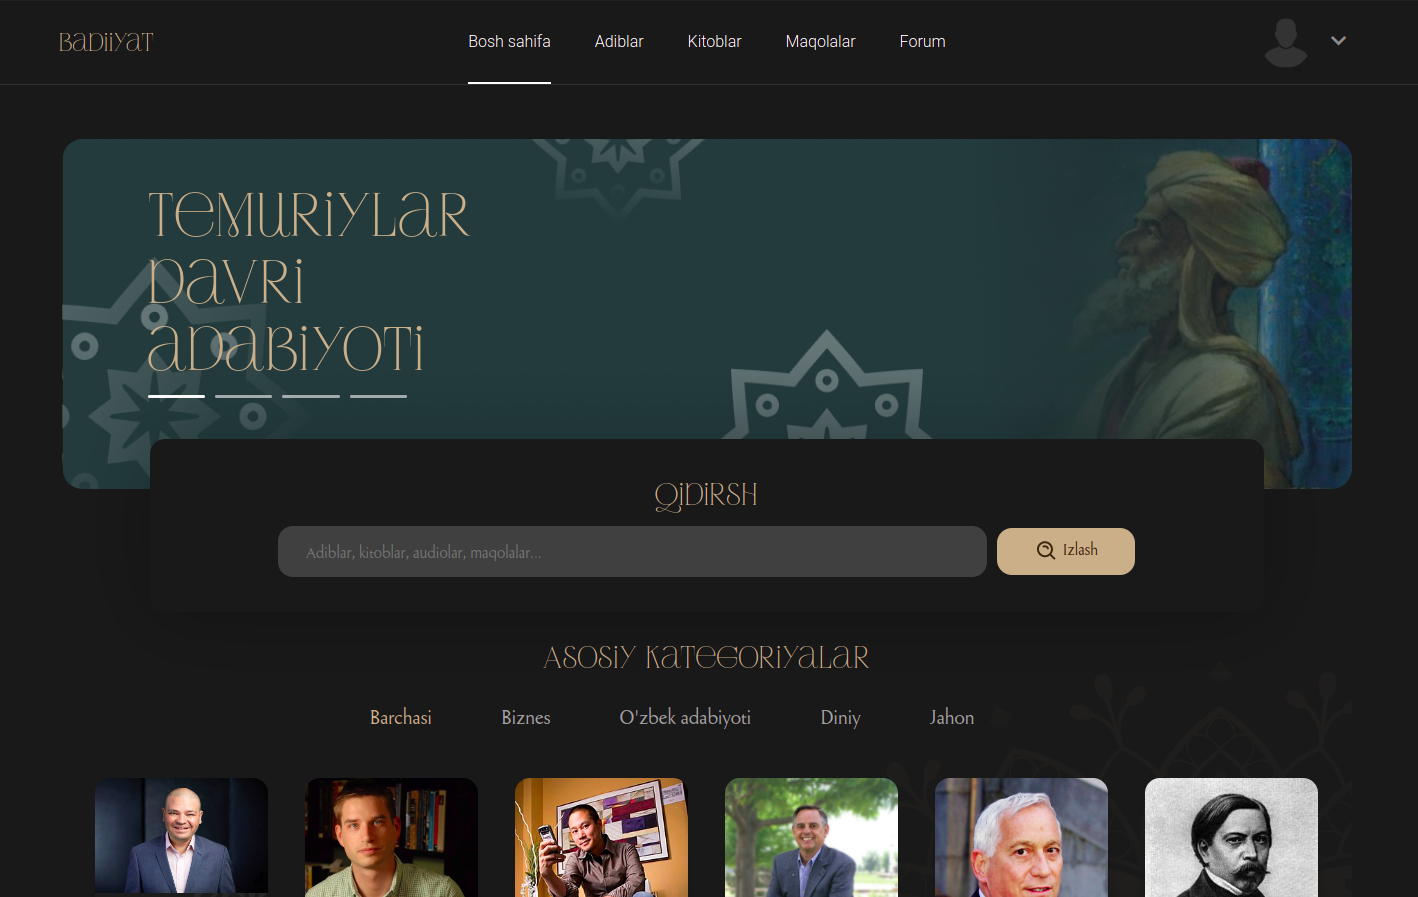 BADIIYAT
Bosh sahifa Adiblar Kitoblar Maqolalar Forum
TEMURIYLAR
DAVRI
ADABIYOTI
QIDIRSH
Adiblar, kitoblar, audiolar, maqolalar...
Izlash
ASOSIY KATEGORIYALAR
Barchasi Biznes O'zbek adabiyoti Diniy Jahon